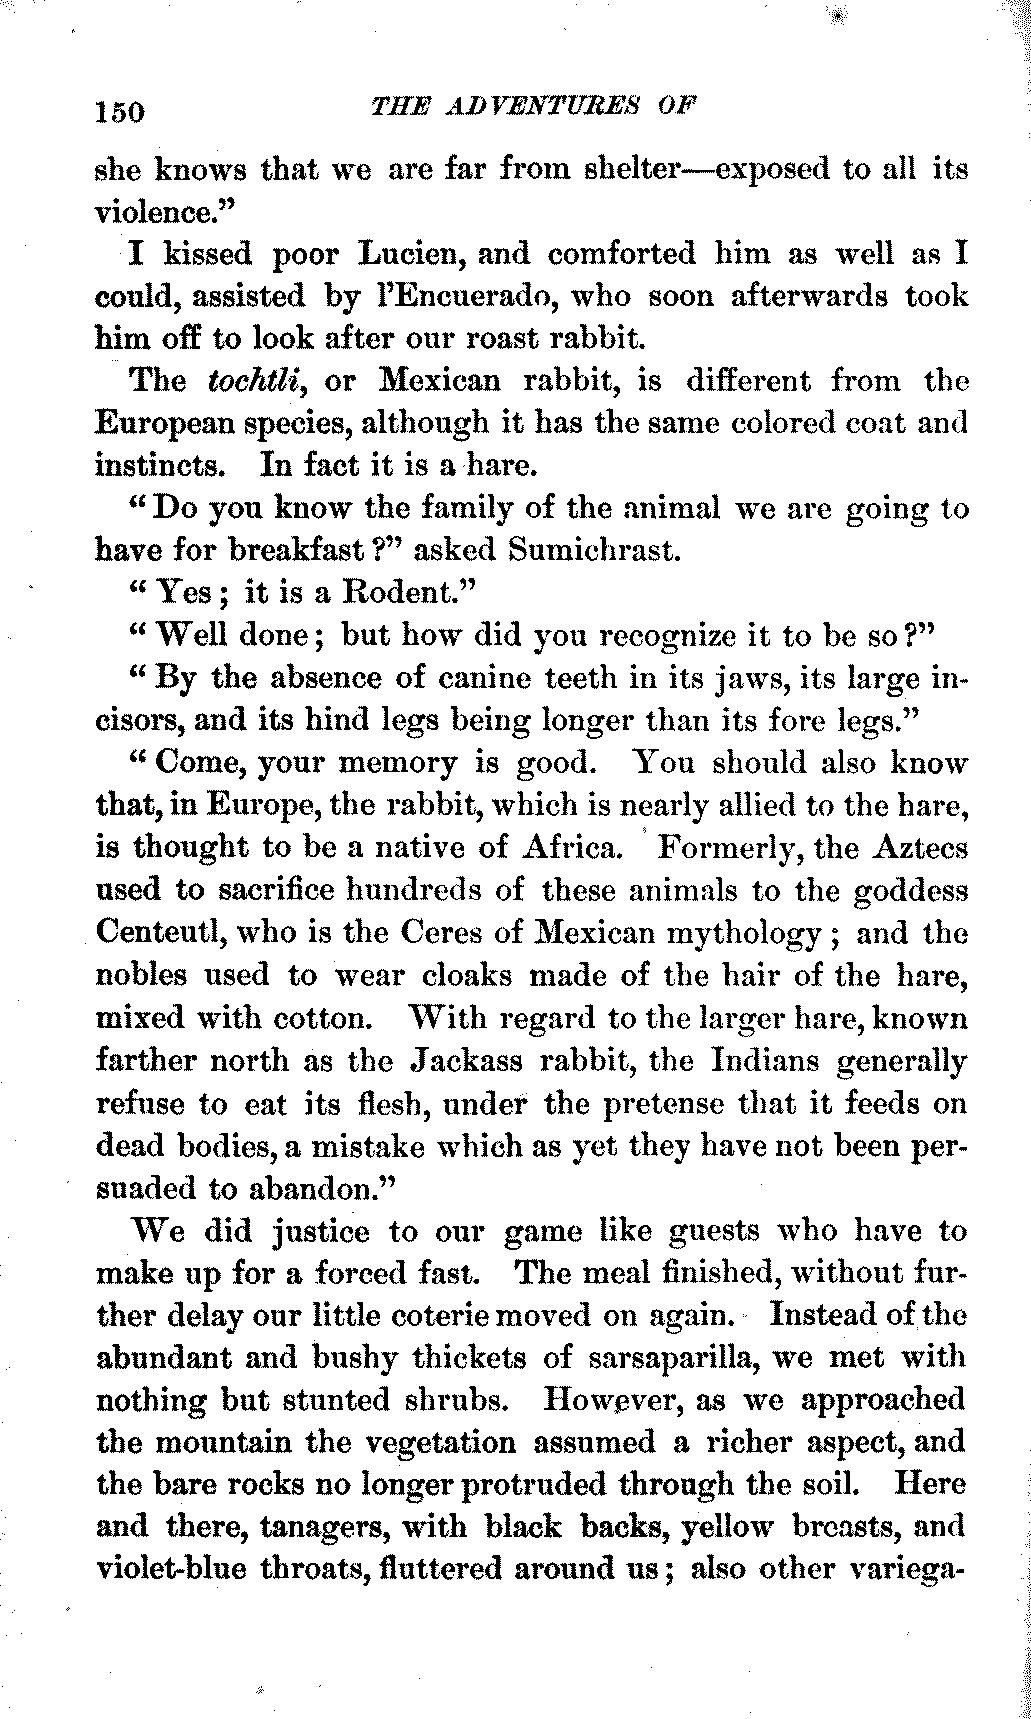 150 THE ADVENTURES OF
she knows that we are far from shelter—exposed to all its
violence."
I kissed poor Lucien, and comforted him as well as I
could, assisted by l'Encuerado, who soon afterwards took
him off to look after our roast rabbit.
The tochtli, or Mexican rabbit, is different from the
European species, although it has the same colored coat and
instincts. In fact it is a hare.
"Do you know the family of the animal we are going to
have for breakfast?" asked Sumichrast.
"Yes; it is a Rodent."
"Well done; but how did you recognize it to be so?"
"By the absence of canine teeth in its jaws, its large in-
cisors, and its hind legs being longer than its fore legs."
"Come, your memory is good. You should also know
that, in Europe, the rabbit, which is nearly allied to the hare,
is thought to be a native of Africa. Formerly, the Aztecs
used to sacrifice hundreds of these animals to the goddess
Centeutl, who is the Ceres of Mexican mythology; and the
nobles used to wear cloaks made of the hair of the hare,
mixed with cotton. With regard to the larger hare, known
farther north as the Jackass rabbit, the Indians generally
refuse to eat its flesh, under the pretense that it feeds on
dead bodies, a mistake which as yet they have not been per-
suaded to abandon."
We did justice to our game like guests who have to
make up for a forced fast. The meal finished, without fur-
ther delay our little coterie moved on again. Instead of the
abundant and bushy thickets of sarsaparilla, we met with
nothing but stunted shrubs. However, as we approached
the mountain the vegetation assumed a richer aspect, and
the bare rocks no longer protruded through the soil. Here
and there, tanagers, with black backs, yellow breasts, and
violet-blue throats, fluttered around us; also other variega-